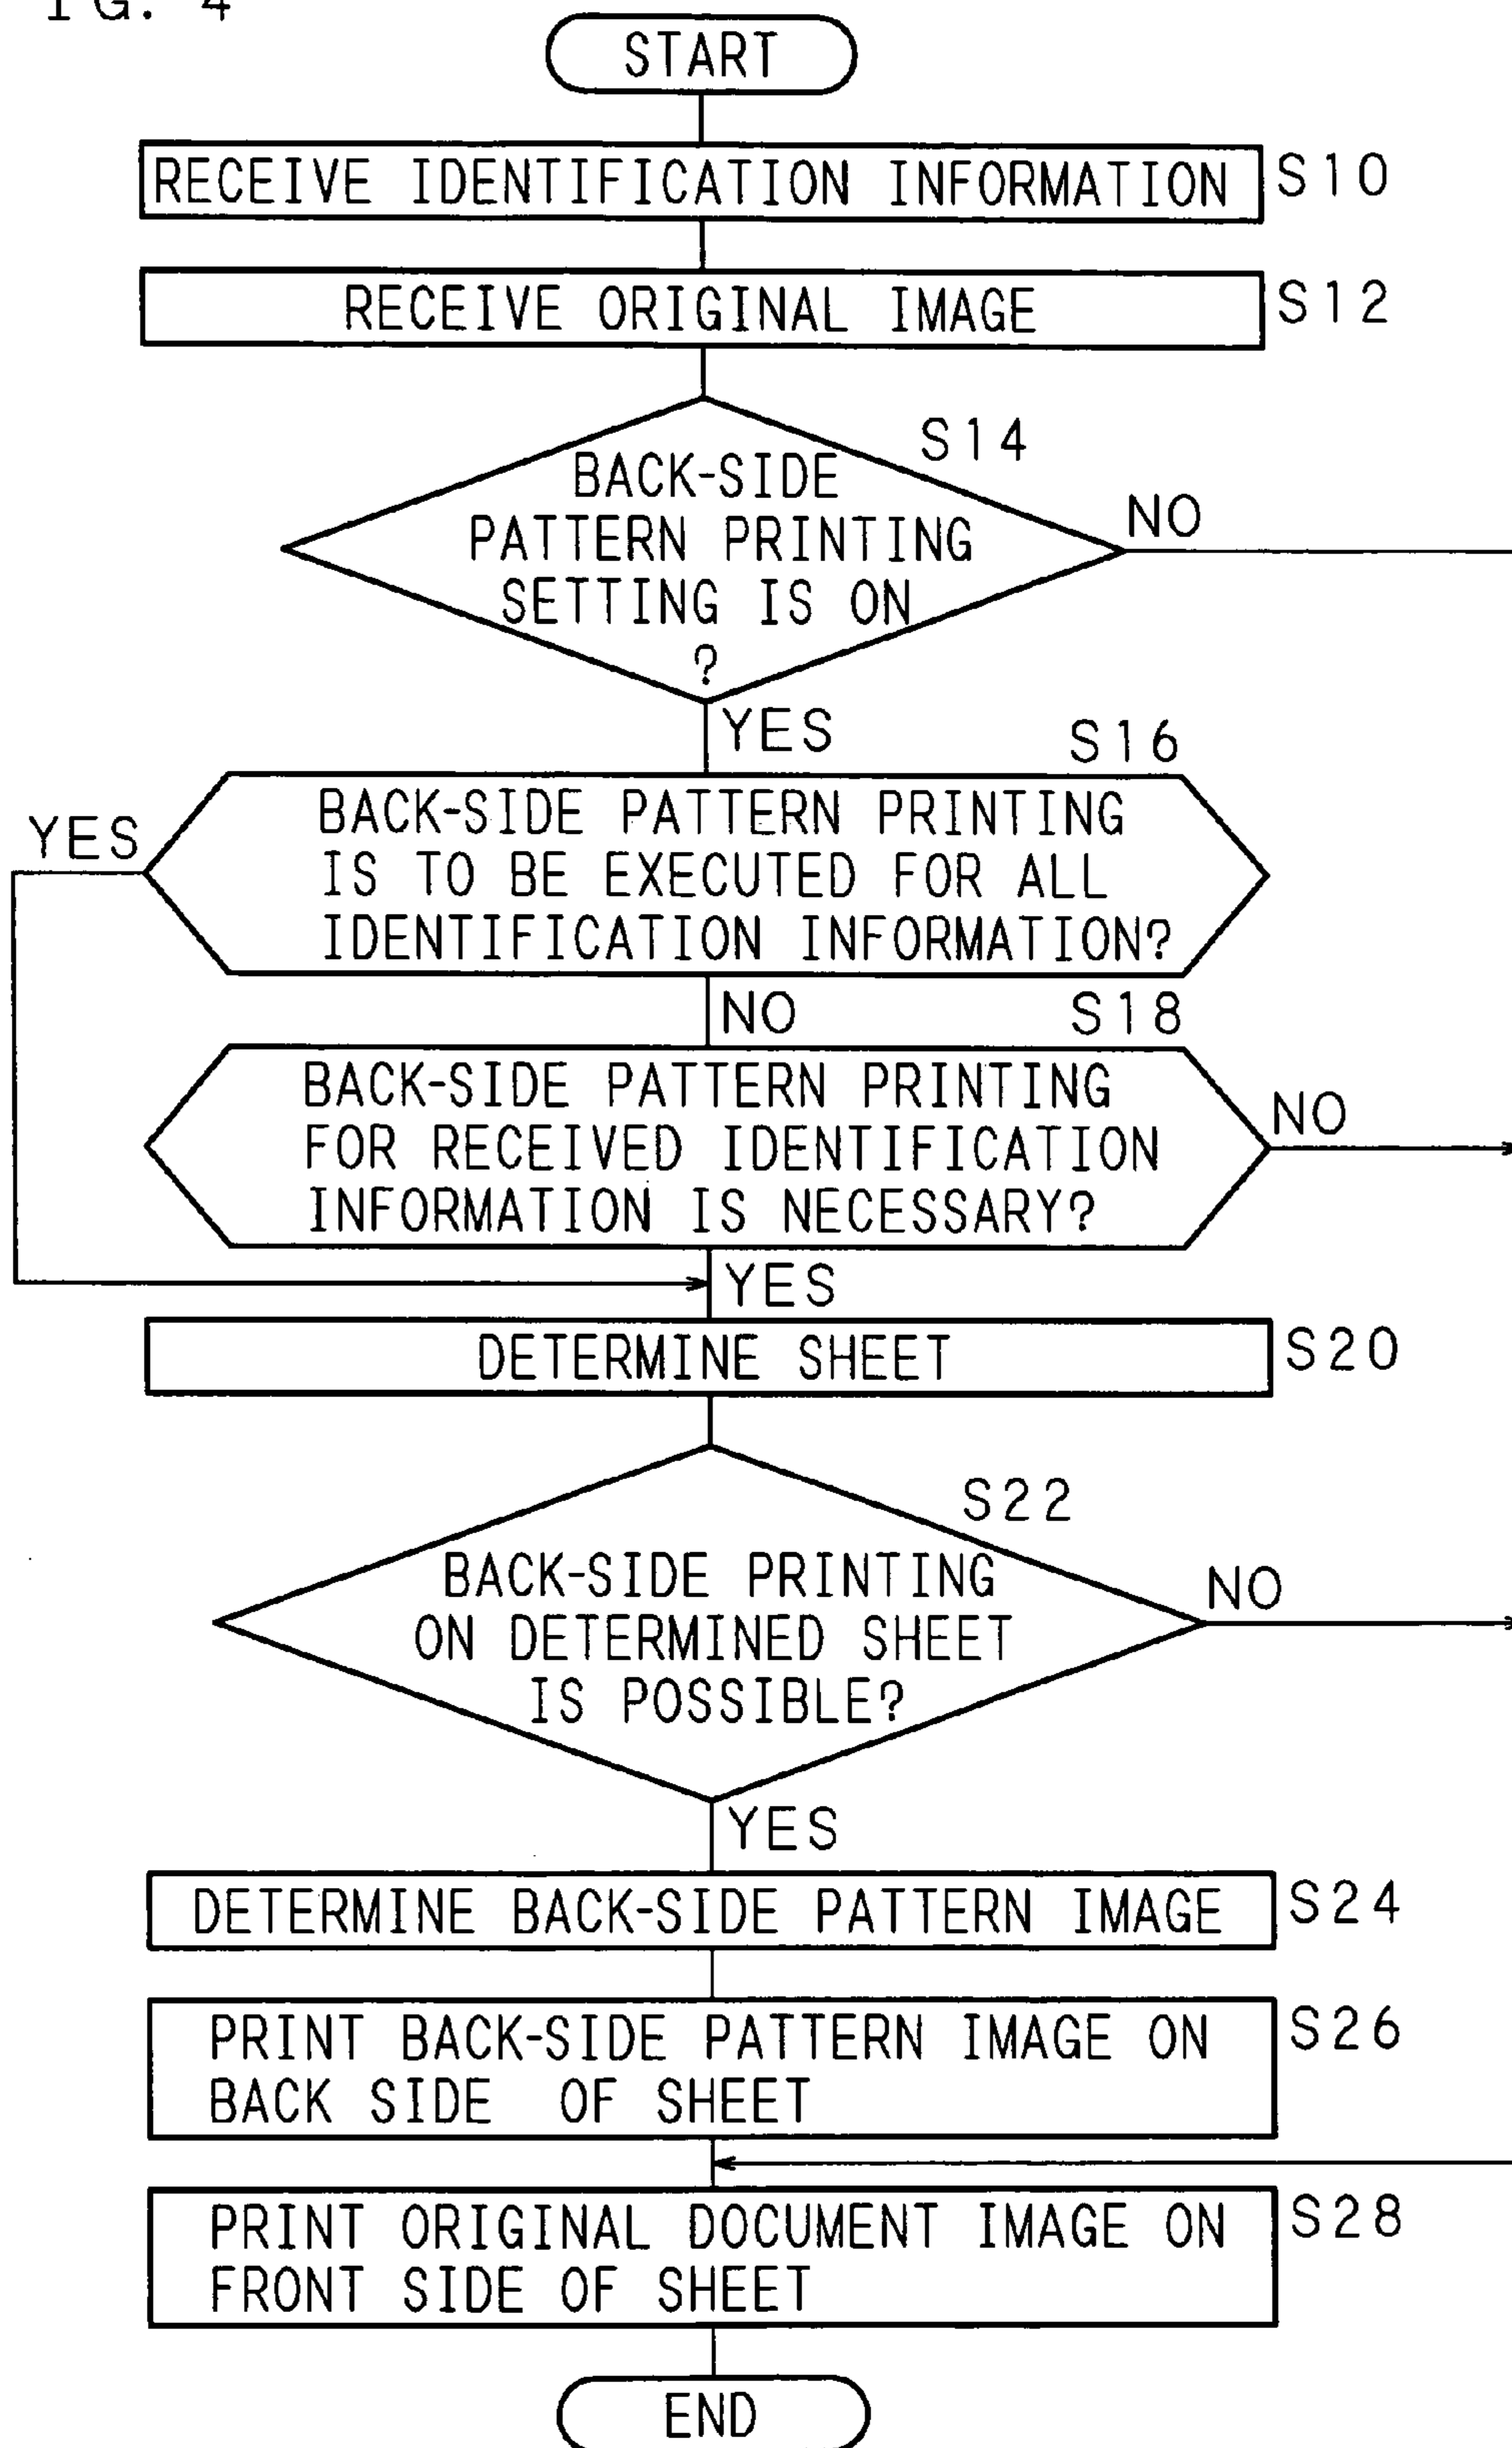 IG. 4
START
RECEIVE IDENTIFICATION INFORMATION
S10
RECEIVE ORIGINAL IMAGE
S12
S14
BACK-SIDE
PATTERN PRINTING
SETTING IS ON
?
NO
YES
S16
BACK-SIDE PATTERN PRINTING
IS TO BE EXECUTED FOR ALL
IDENTIFICATION INFORMATION?
YES
NO
S18
BACK-SIDE PATTERN PRINTING
FOR RECEIVED IDENTIFICATION
INFORMATION IS NECESSARY?
NO
YES
DETERMINE SHEET
S20
S22
BACK-SIDE PRINTING
ON DETERMINED SHEET
IS POSSIBLE?
NO
YES
DETERMINE BACK-SIDE PATTERN IMAGE
S24
PRINT BACK-SIDE PATTERN IMAGE ON
BACK SIDE OF SHEET
S26
PRINT ORIGINAL DOCUMENT IMAGE ON
FRONT SIDE OF SHEET
S28
END